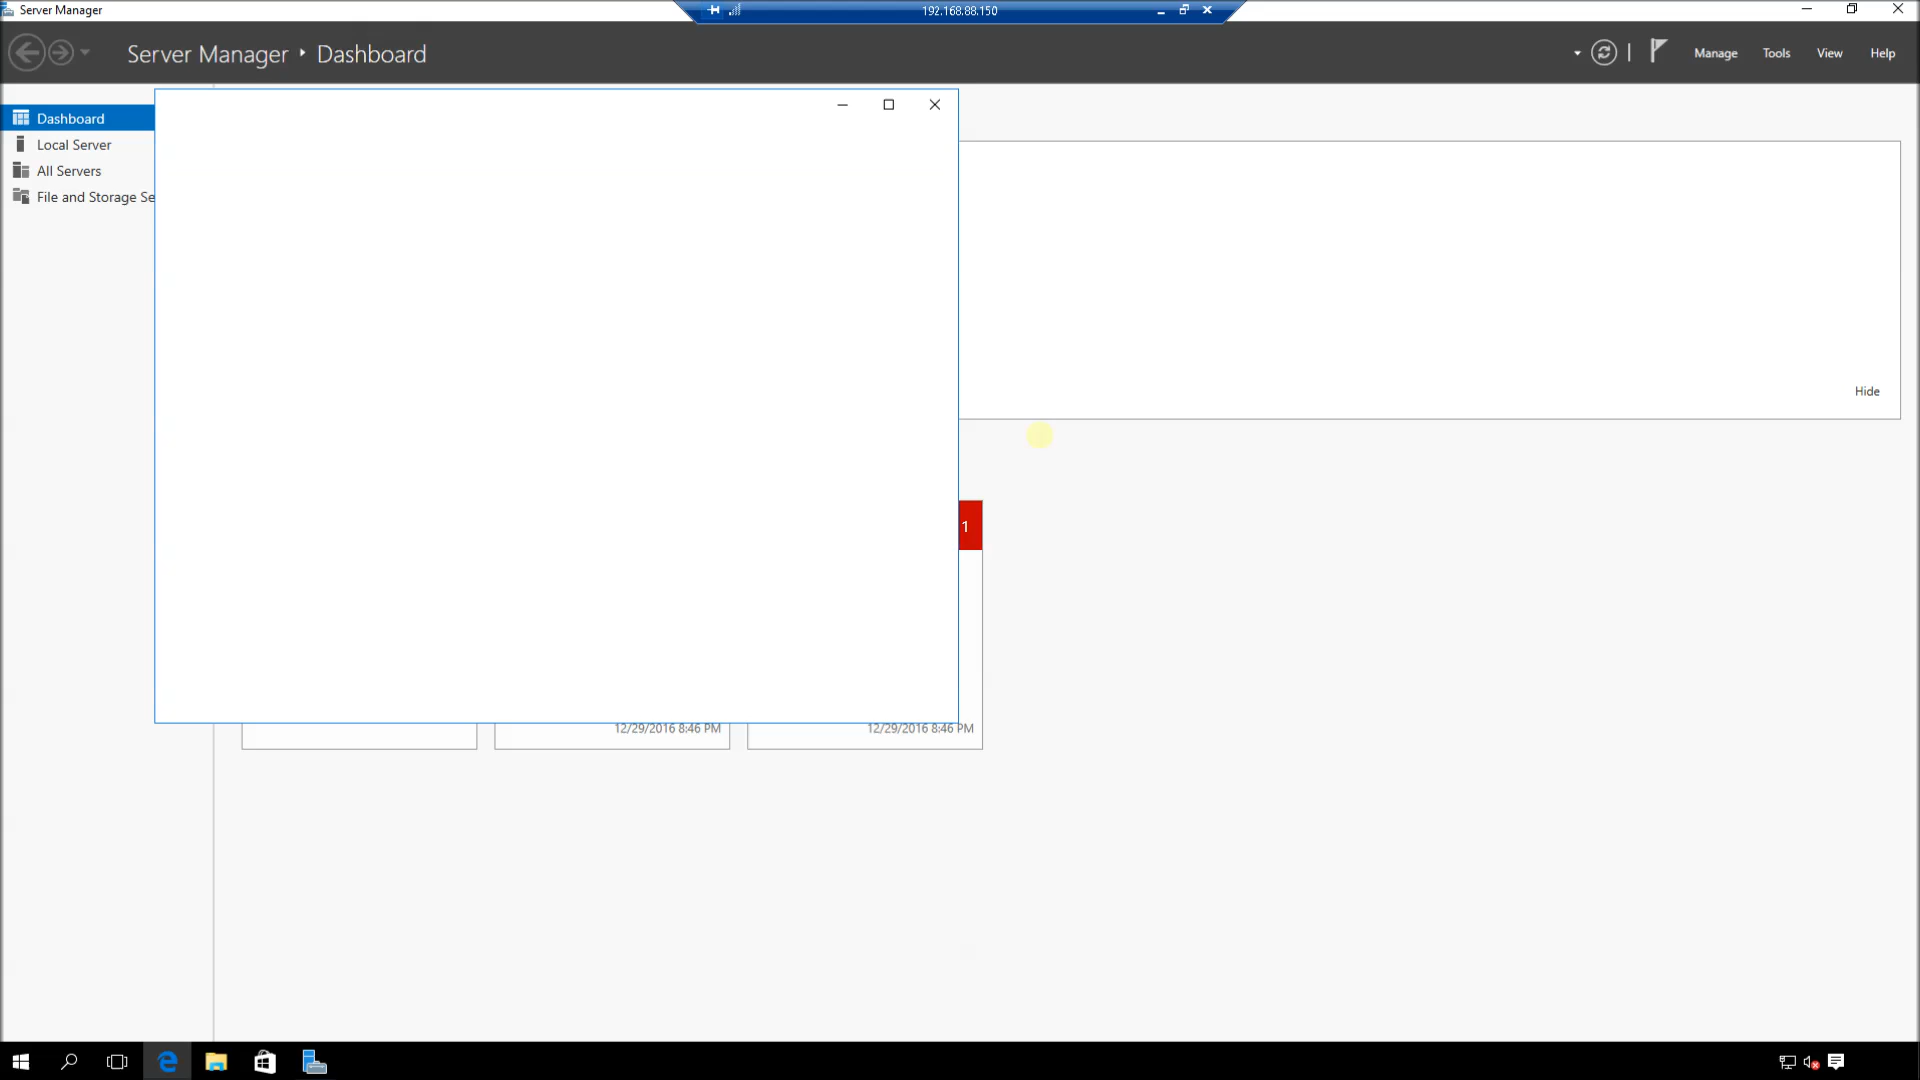 Server Manager
192.168.88.150
Server Manager Dashboard
Manage Tools View Help
Dashboard
Local Server
All Servers
File and Storage Se
Hide
1
12/29/2016 8:46 PM
12/29/2016 8:46 PM